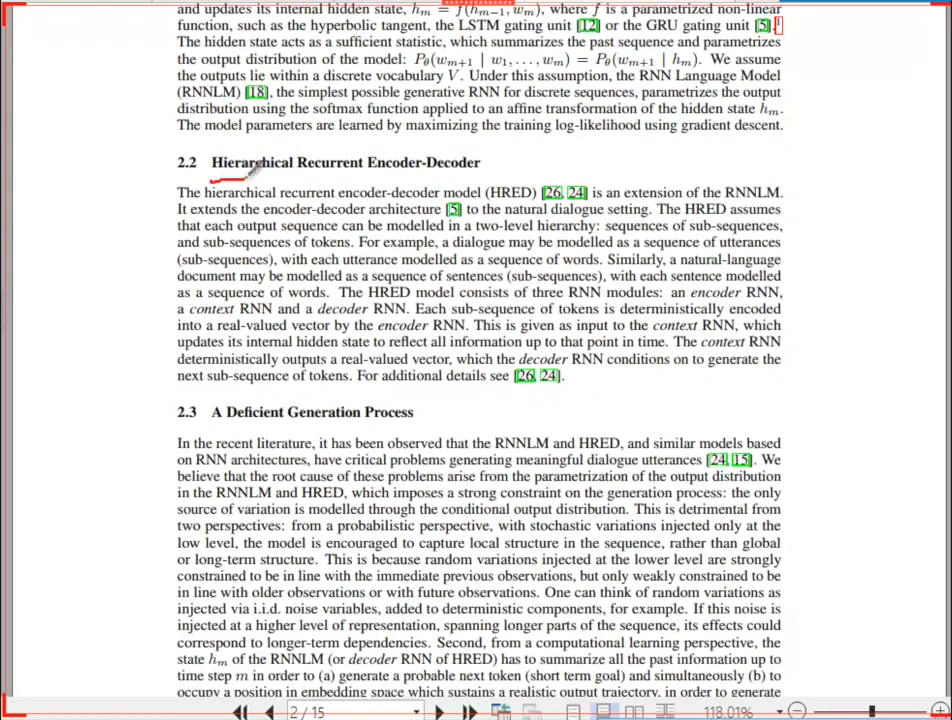 and updates its internal hidden state, hm = f(hm−1, wm), where f is a parametrized non-linear
function, such as the hyperbolic tangent, the LSTM gating unit [12] or the GRU gating unit [5].1
The hidden state acts as a sufficient statistic, which summarizes the past sequence and parametrizes
the output distribution of the model: Pθ(wm+1 | w1, . . . , wm) = Pθ(wm+1 | hm). We assume
the outputs lie within a discrete vocabulary V. Under this assumption, the RNN Language Model
(RNNLM) [18], the simplest possible generative RNN for discrete sequences, parametrizes the output
distribution using the softmax function applied to an affine transformation of the hidden state hm.
The model parameters are learned by maximizing the training log-likelihood using gradient descent.
2.2 Hierarchical Recurrent Encoder-Decoder
The hierarchical recurrent encoder-decoder model (HRED) [26, 24] is an extension of the RNNLM.
It extends the encoder-decoder architecture [5] to the natural dialogue setting. The HRED assumes
that each output sequence can be modelled in a two-level hierarchy: sequences of sub-sequences,
and sub-sequences of tokens. For example, a dialogue may be modelled as a sequence of utterances
(sub-sequences), with each utterance modelled as a sequence of words. Similarly, a natural-language
document may be modelled as a sequence of sentences (sub-sequences), with each sentence modelled
as a sequence of words. The HRED model consists of three RNN modules: an encoder RNN,
a context RNN and a decoder RNN. Each sub-sequence of tokens is deterministically encoded
into a real-valued vector by the encoder RNN. This is given as input to the context RNN, which
updates its internal hidden state to reflect all information up to that point in time. The context RNN
deterministically outputs a real-valued vector, which the decoder RNN conditions on to generate the
next sub-sequence of tokens. For additional details see [26, 24].
2.3 A Deficient Generation Process
In the recent literature, it has been observed that the RNNLM and HRED, and similar models based
on RNN architectures, have critical problems generating meaningful dialogue utterances [24, 15]. We
believe that the root cause of these problems arise from the parametrization of the output distribution
in the RNNLM and HRED, which imposes a strong constraint on the generation process: the only
source of variation is modelled through the conditional output distribution. This is detrimental from
two perspectives: from a probabilistic perspective, with stochastic variations injected only at the
low level, the model is encouraged to capture local structure in the sequence, rather than global
or long-term structure. This is because random variations injected at the lower level are strongly
constrained to be in line with the immediate previous observations, but only weakly constrained to be
in line with older observations or with future observations. One can think of random variations as
injected via i.i.d. noise variables, added to deterministic components, for example. If this noise is
injected at a higher level of representation, spanning longer parts of the sequence, its effects could
correspond to longer-term dependencies. Second, from a computational learning perspective, the
state hm of the RNNLM (or decoder RNN of HRED) has to summarize all the past information up to
time step m in order to (a) generate a probable next token (short term goal) and simultaneously (b) to
occupy a position in embedding space which sustains a realistic output trajectory, in order to generate
2 / 15 118.01%